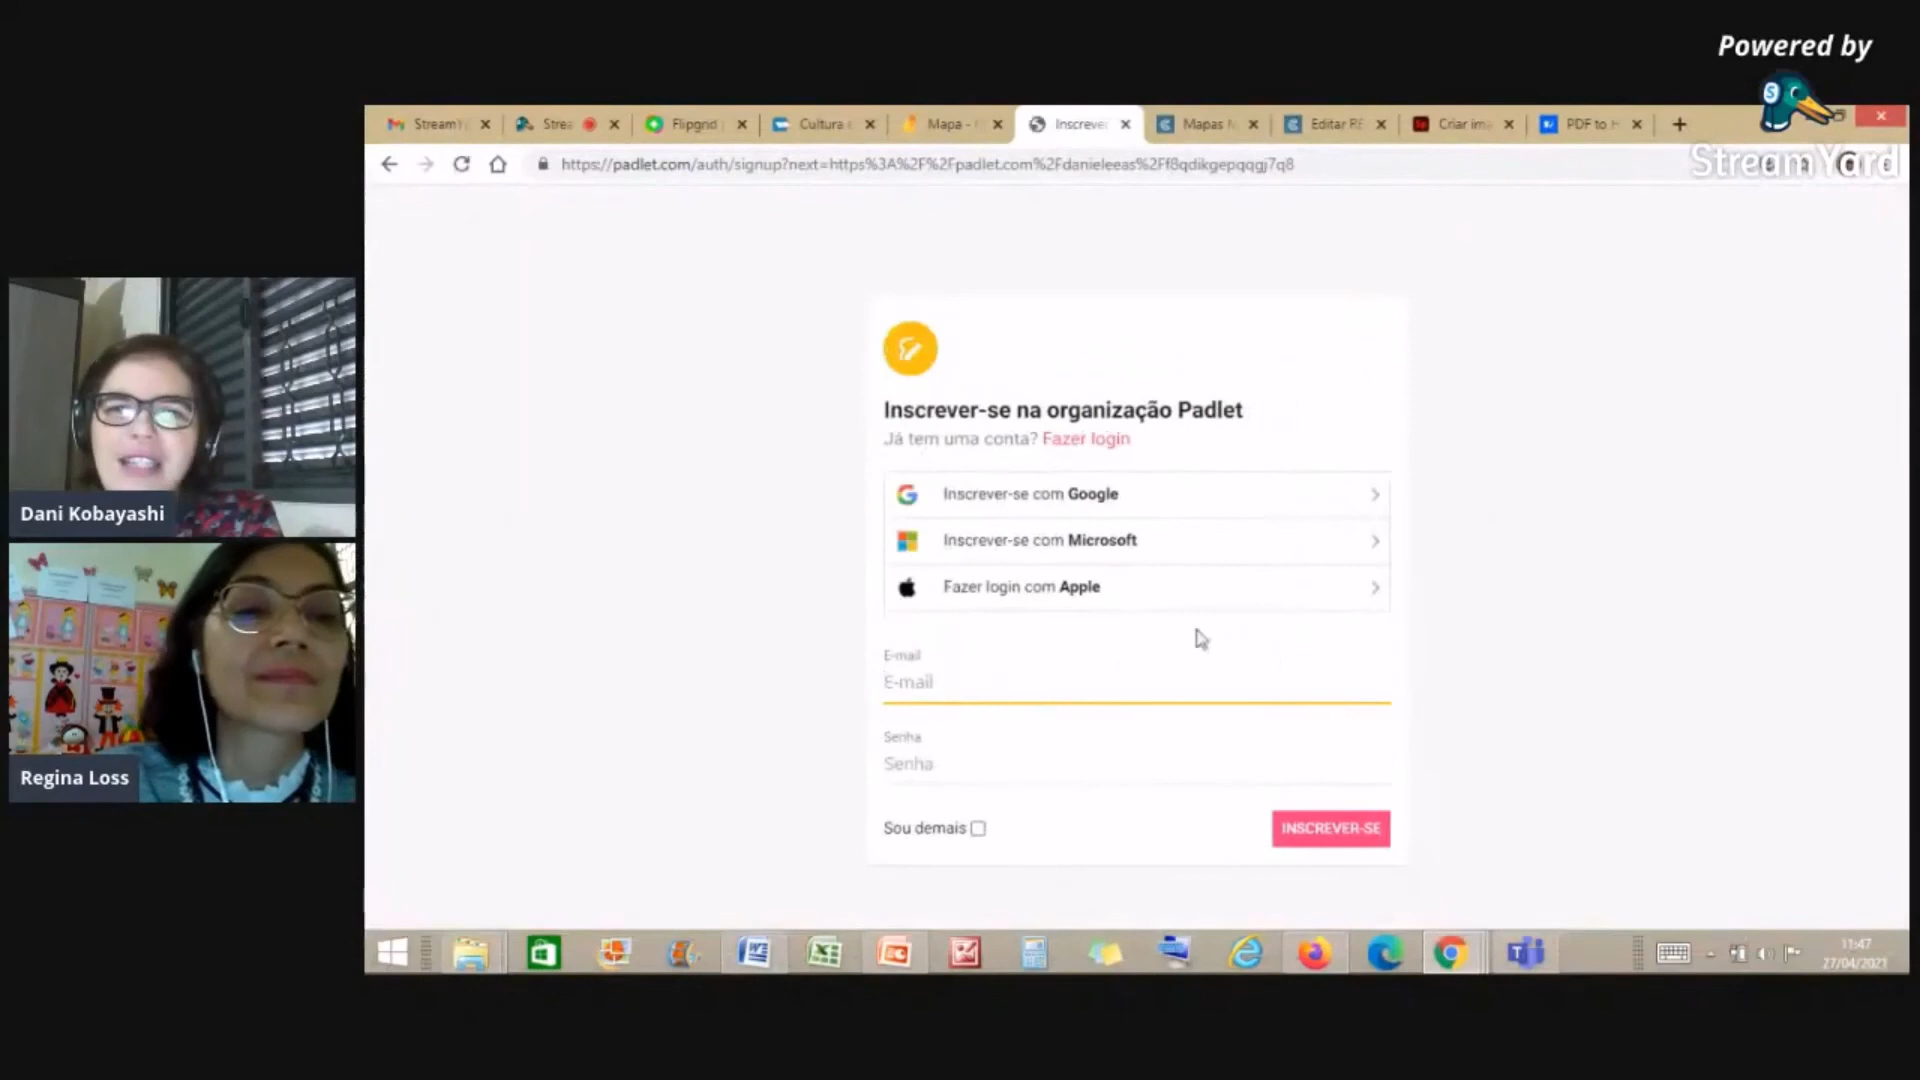 Powered by
StreamYard
StreamY
Strea
Flipgrid
Cultura
Mapa -
Inscrever
Mapas
Editar RE
Criar im
PDF to
https://padlet.com/auth/signup?next=https%3A%2F%2Fpadlet.com%2Fdanieleeas%2Ff8qdikgepqqgj7q8
Inscrever-se na organização Padlet
Já tem uma conta? Fazer login
Inscrever-se com Google
Inscrever-se com Microsoft
Fazer login com Apple
E-mail
E-mail
Senha
Senha
Sou demais
INSCREVER-SE
Dani Kobayashi
Regina Loss
11:47
27/04/2021